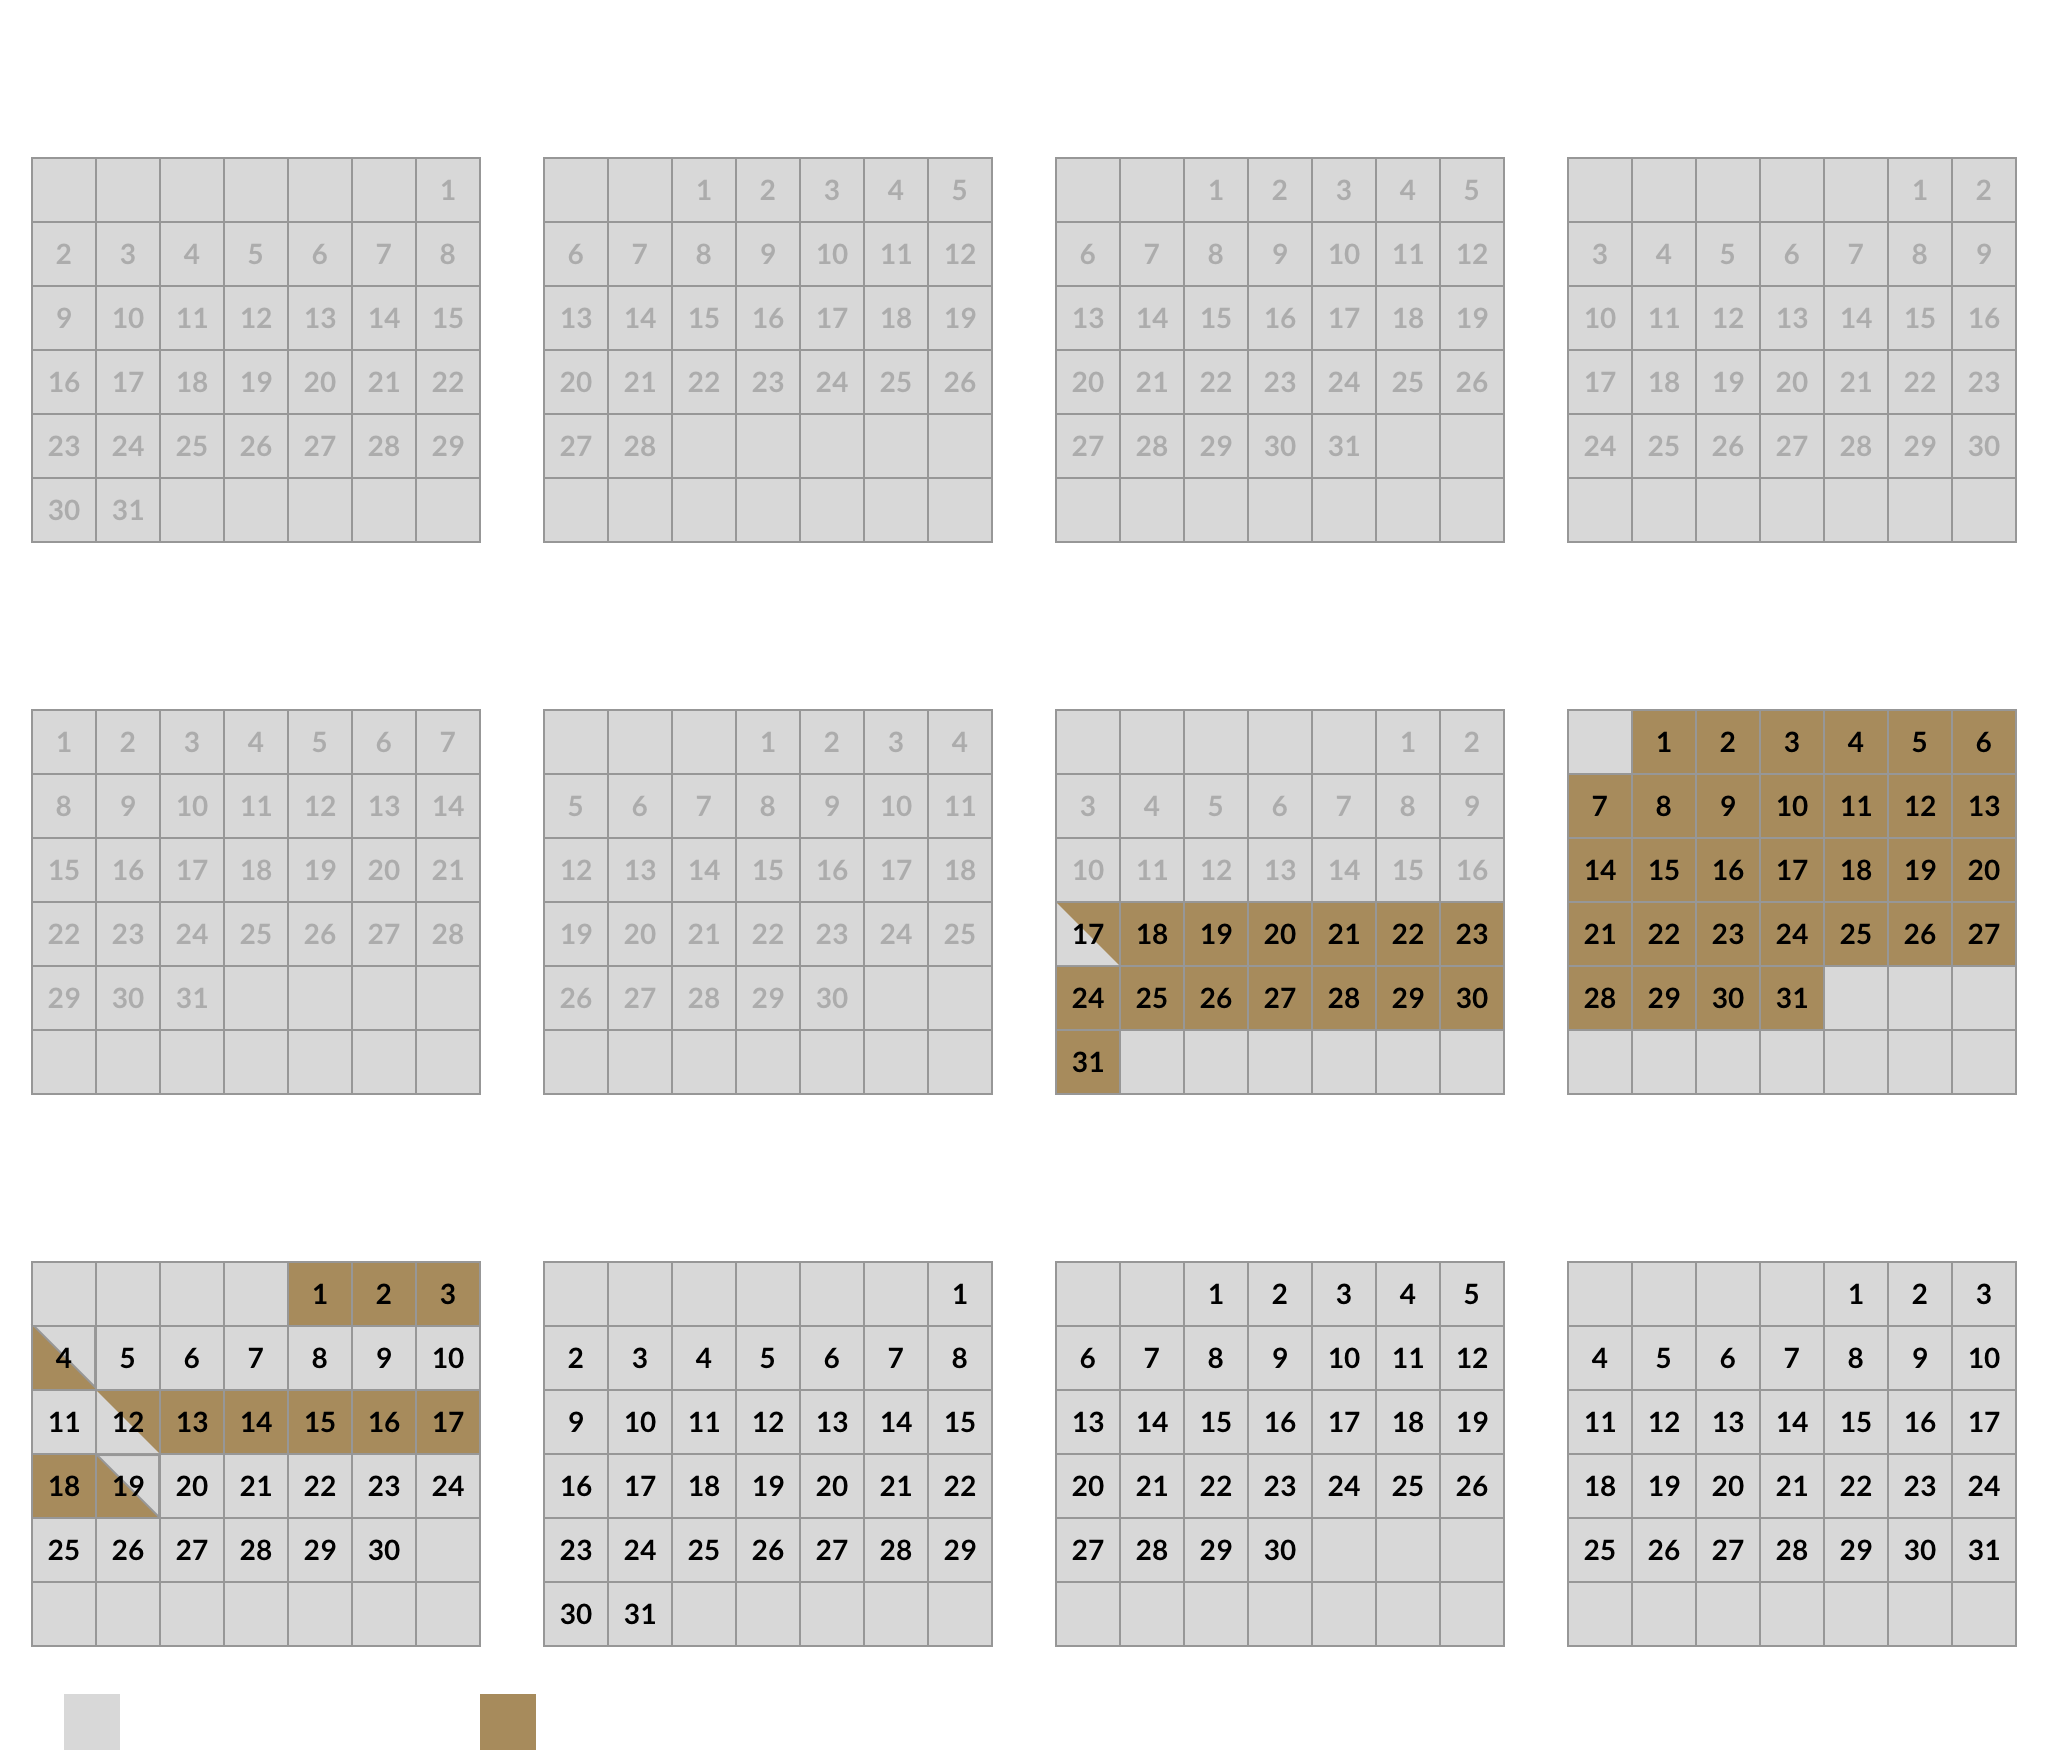 1
2 3 4 5 6 7 8
9 10 11 12 13 14 15
16 17 18 19 20 21 22
23 24 25 26 27 28 29
30 31
1 2 3 4 5
6 7 8 9 10 11 12
13 14 15 16 17 18 19
20 21 22 23 24 25 26
27 28
1 2 3 4 5
6 7 8 9 10 11 12
13 14 15 16 17 18 19
20 21 22 23 24 25 26
27 28 29 30 31
1 2
3 4 5 6 7 8 9
10 11 12 13 14 15 16
17 18 19 20 21 22 23
24 25 26 27 28 29 30
1 2 3 4 5 6 7
8 9 10 11 12 13 14
15 16 17 18 19 20 21
22 23 24 25 26 27 28
29 30 31
1 2 3 4
5 6 7 8 9 10 11
12 13 14 15 16 17 18
19 20 21 22 23 24 25
26 27 28 29 30
1 2
3 4 5 6 7 8 9
10 11 12 13 14 15 16
17 18 19 20 21 22 23
24 25 26 27 28 29 30
31
1 2 3 4 5 6
7 8 9 10 11 12 13
14 15 16 17 18 19 20
21 22 23 24 25 26 27
28 29 30 31
1 2 3
4 5 6 7 8 9 10
11 12 13 14 15 16 17
18 19 20 21 22 23 24
25 26 27 28 29 30
1
2 3 4 5 6 7 8
9 10 11 12 13 14 15
16 17 18 19 20 21 22
23 24 25 26 27 28 29
30 31
1 2 3 4 5
6 7 8 9 10 11 12
13 14 15 16 17 18 19
20 21 22 23 24 25 26
27 28 29 30
1 2 3
4 5 6 7 8 9 10
11 12 13 14 15 16 17
18 19 20 21 22 23 24
25 26 27 28 29 30 31